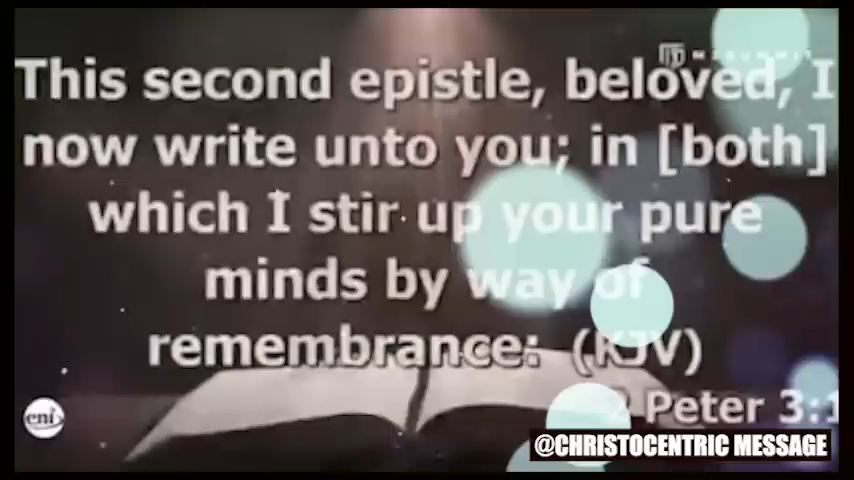 This second epistle, beloved, I
now write unto you; in [both]
which I stir up your pure
minds by way of
remembrance: (KJV)
2 Peter 3:1
eni
@CHRISTOCENTRIC MESSAGE